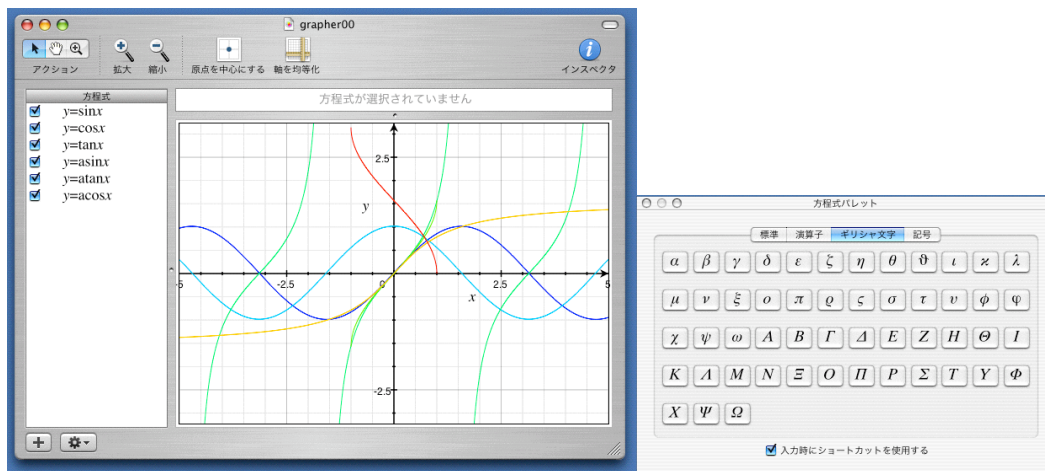 grapher00
アクション 拡大 縮小 原点を中心にする 軸を均等化 インスペクタ
方程式
方程式が選択されていません
y=sinx
y=cosx
y=tanx
y=asinx
y=atanx
y=acosx
2.5
y
-5 -2.5 0 2.5 5
x
-2.5
方程式パレット
標準 演算子 ギリシャ文字 記号
α β γ δ ε ζ η θ ϑ ι ϰ λ
μ ν ξ ο π ϱ ς σ τ υ ϕ φ
χ ψ ω Α Β Γ Δ Ε Ζ Η Θ Ι
Κ Λ Μ Ν Ξ Ο Π Ρ Σ Τ Υ Φ
Χ Ψ Ω
入力時にショートカットを使用する